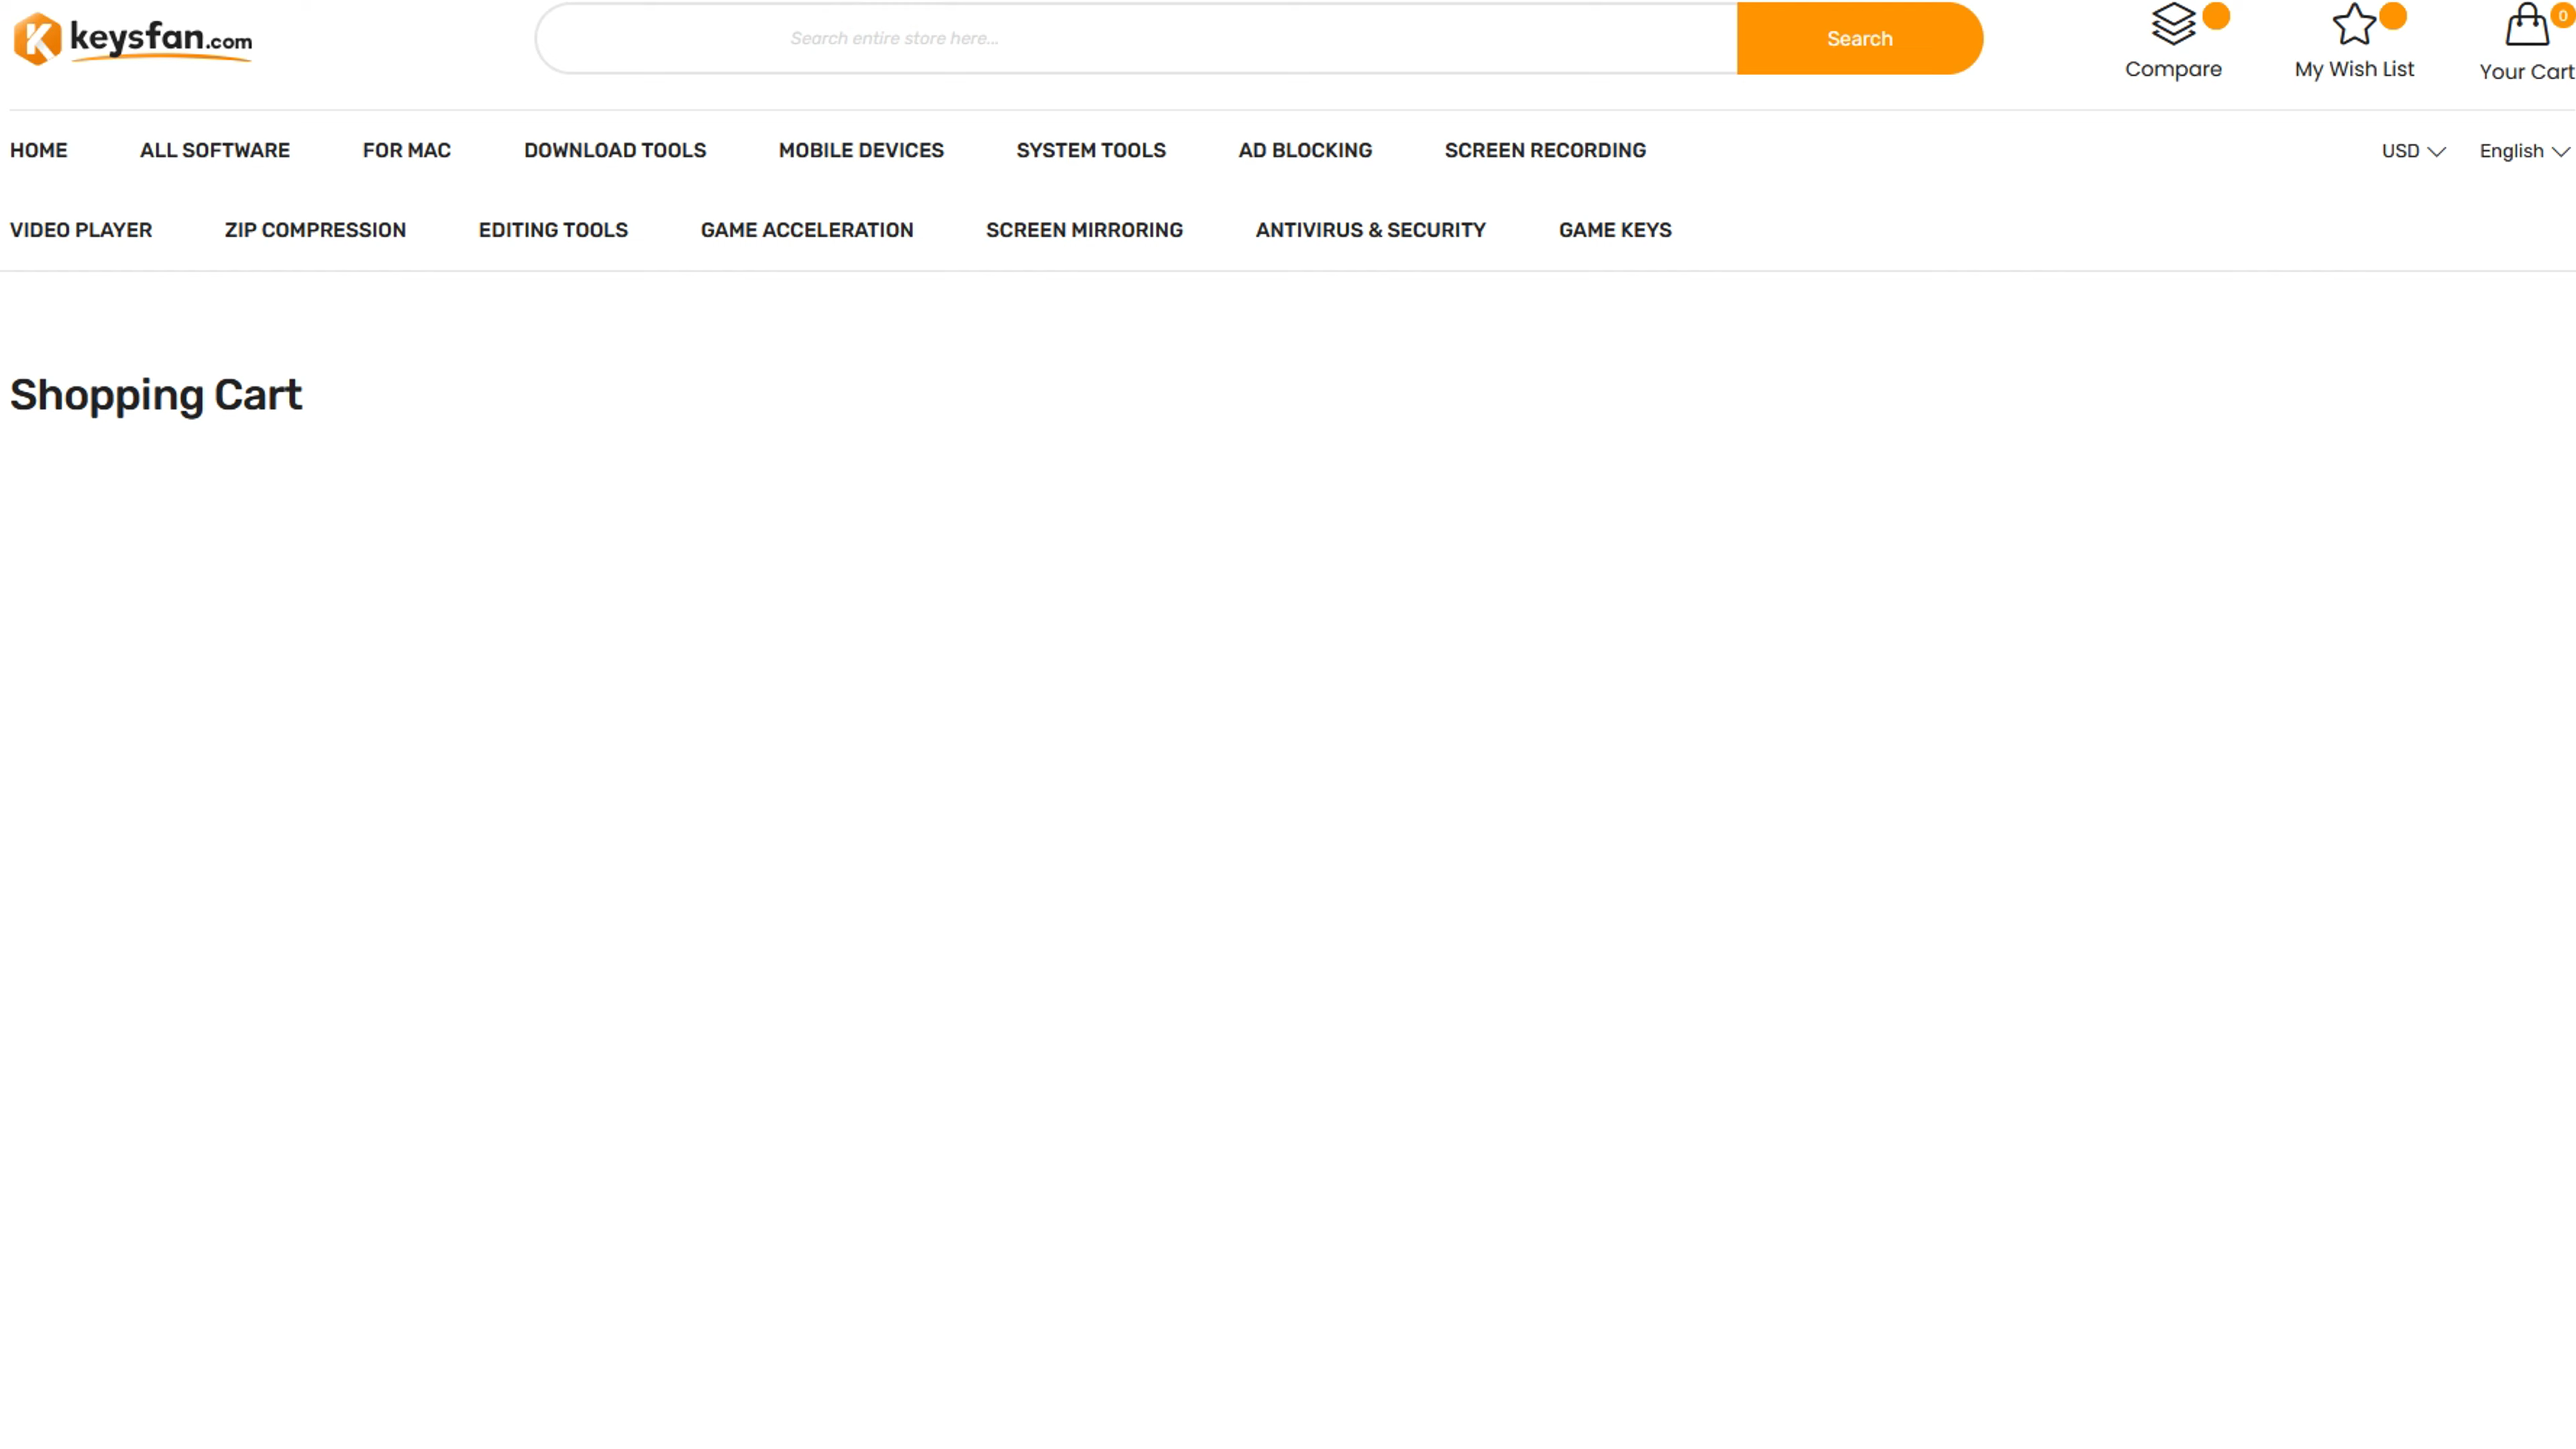 keysfan.com
Search entire store here...
Search
Compare
My Wish List
0
Your Cart
HOME ALL SOFTWARE FOR MAC DOWNLOAD TOOLS MOBILE DEVICES SYSTEM TOOLS AD BLOCKING SCREEN RECORDING
USD English
VIDEO PLAYER ZIP COMPRESSION EDITING TOOLS GAME ACCELERATION SCREEN MIRRORING ANTIVIRUS & SECURITY GAME KEYS
Shopping Cart